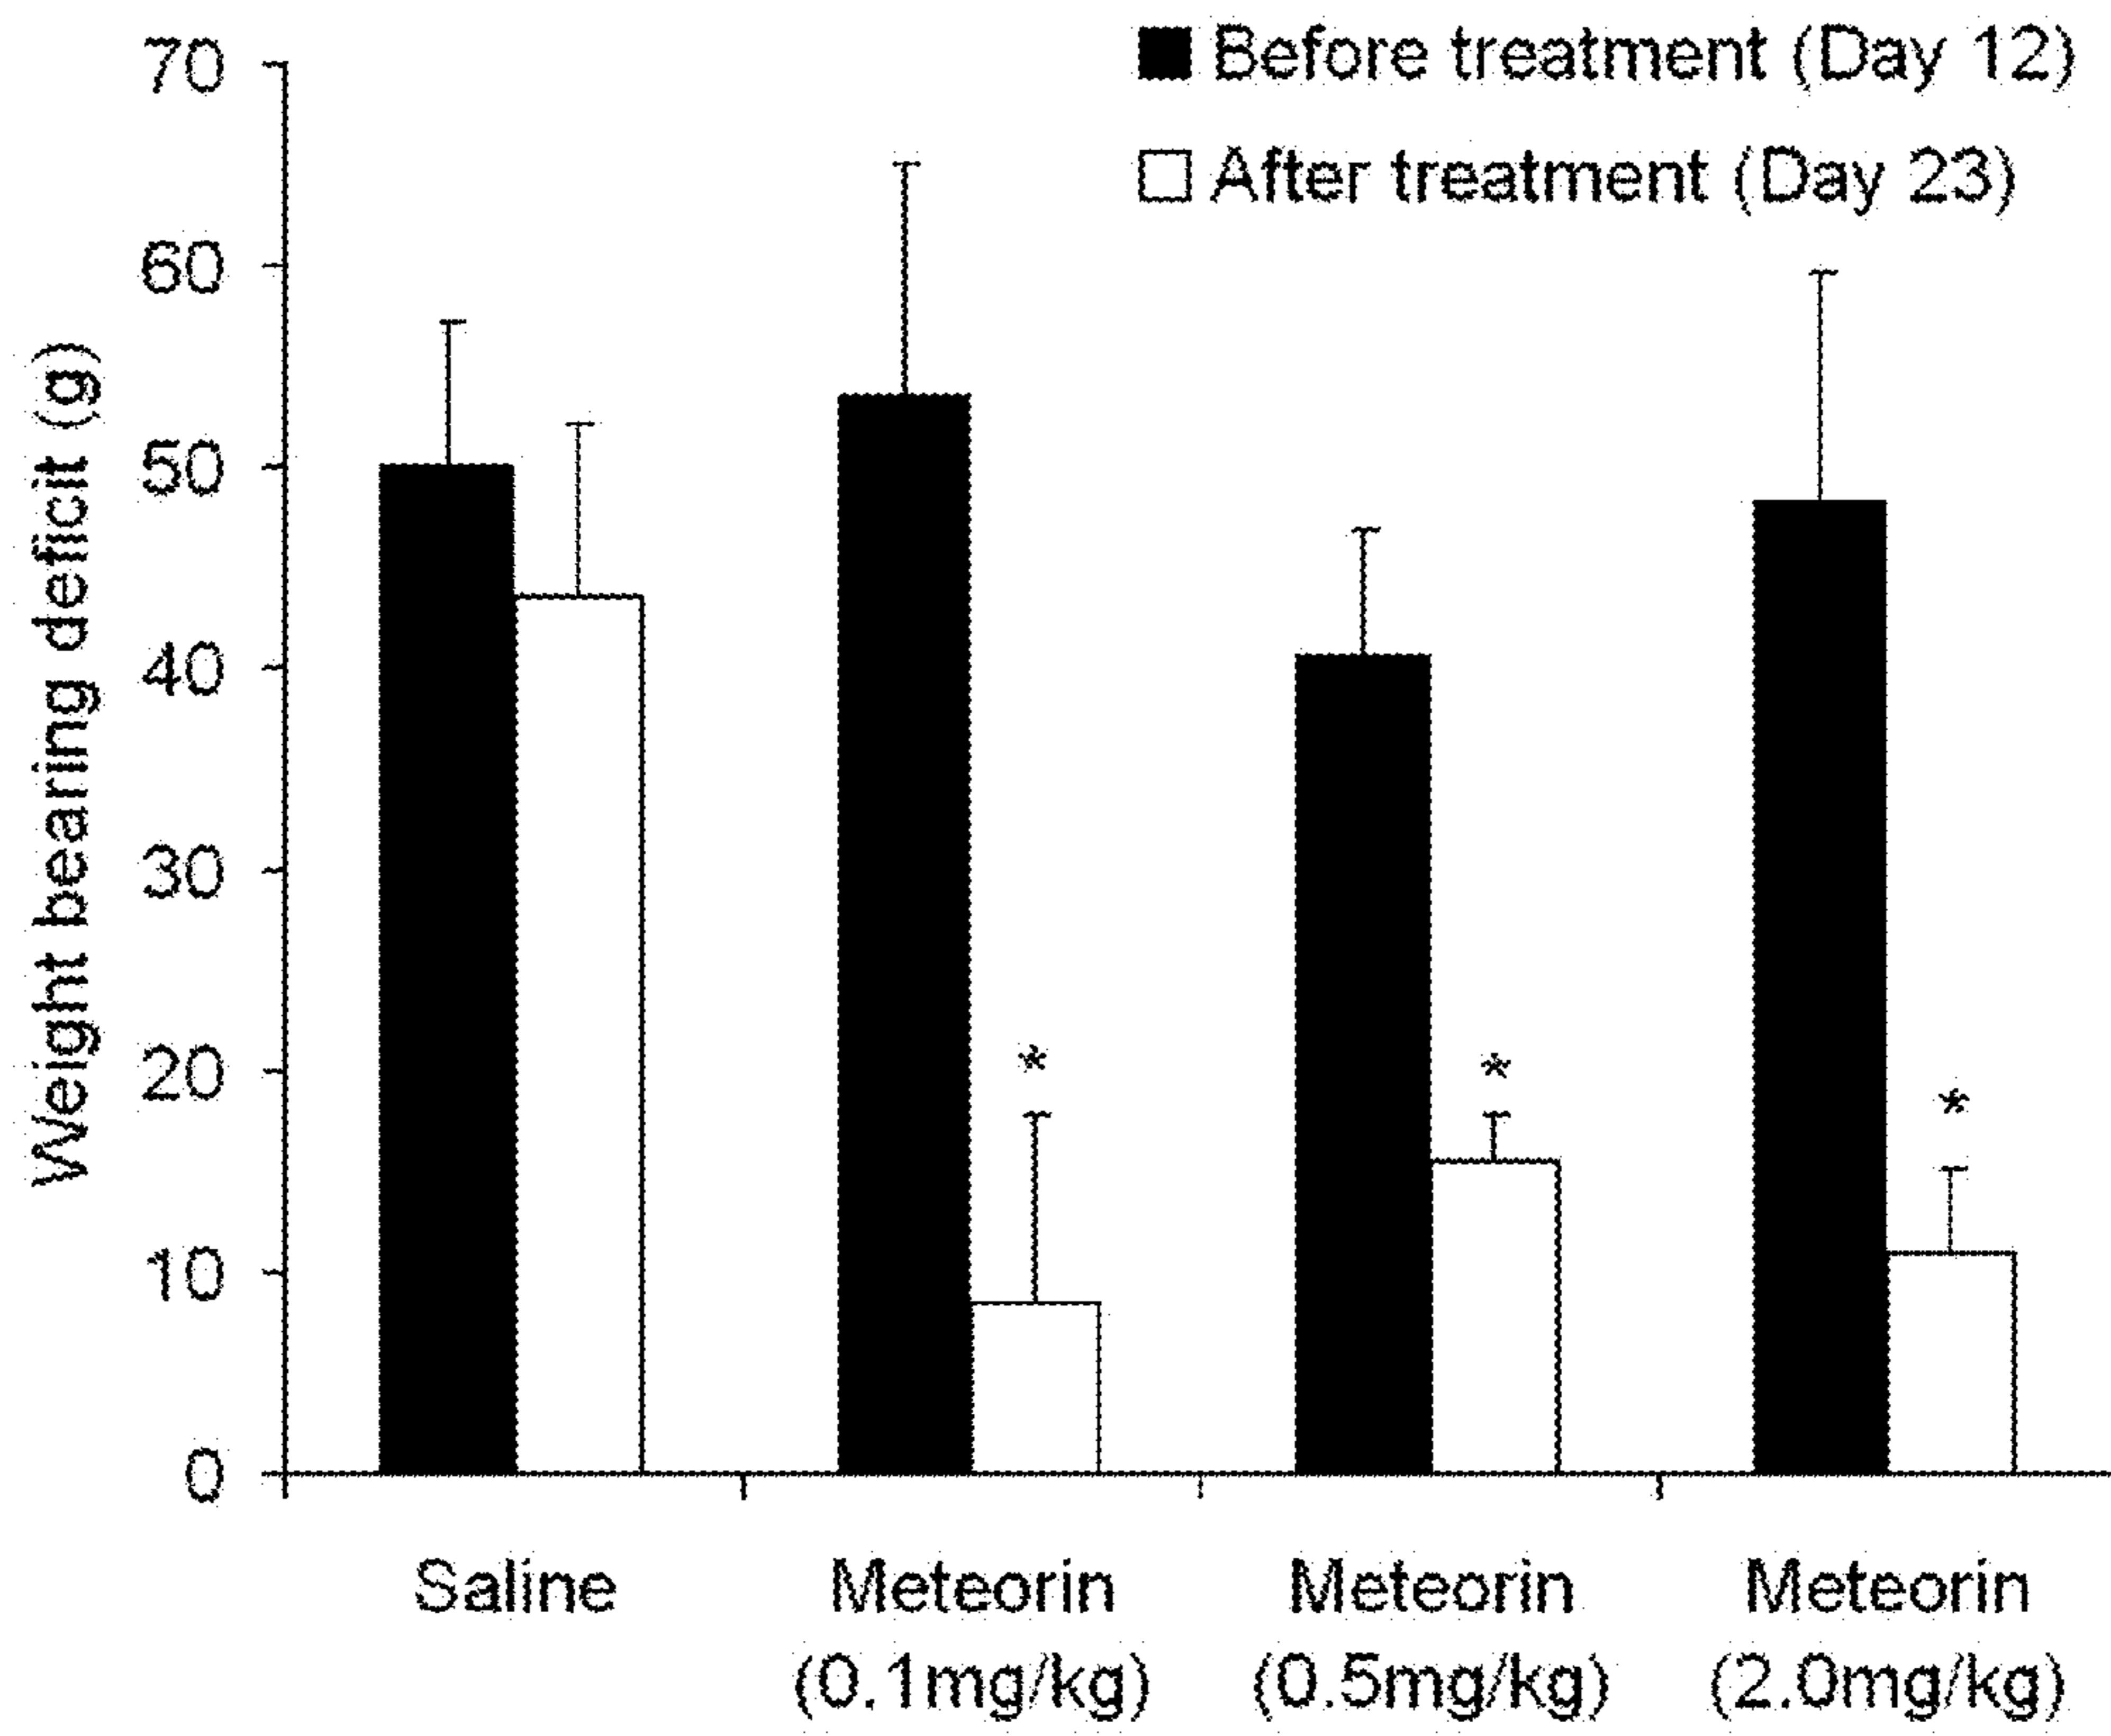 Before treatment (Day 12)
After treatment (Day 23)
Weight bearing deficit (g)
70
60
50
40
30
20
10
0
*
*
*
Saline
Meteorin
(0.1mg/kg)
Meteorin
(0.5mg/kg)
Meteorin
(2.0mg/kg)